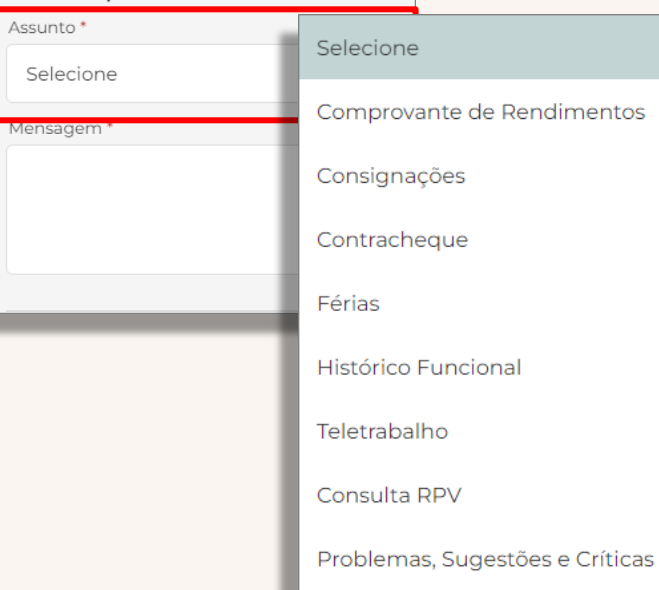 Assunto *
Selecione
Mensagem *
Selecione
Comprovante de Rendimentos
Consignações
Contracheque
Férias
Histórico Funcional
Teletrabalho
Consulta RPV
Problemas, Sugestões e Críticas